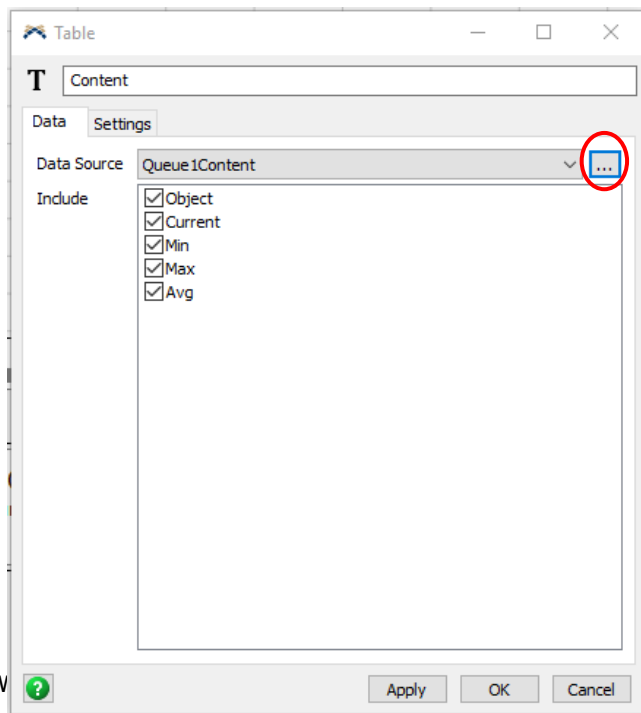 Table
T Content
Data Settings
Data Source Queue1Content ...
Include Object
Current
Min
Max
Avg
? Apply OK Cancel